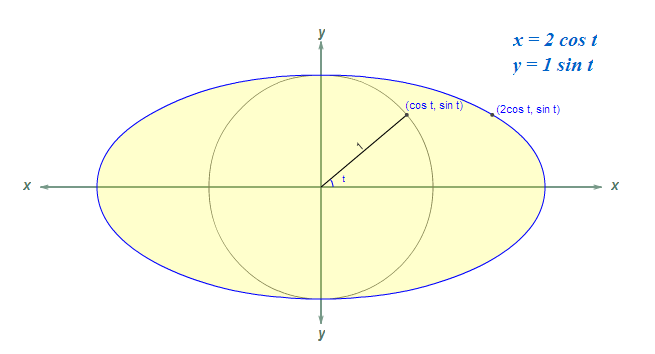 y
x = 2 cos t
y = 1 sin t
(cos t, sin t)
(2cos t, sin t)
1
t
x
x
y